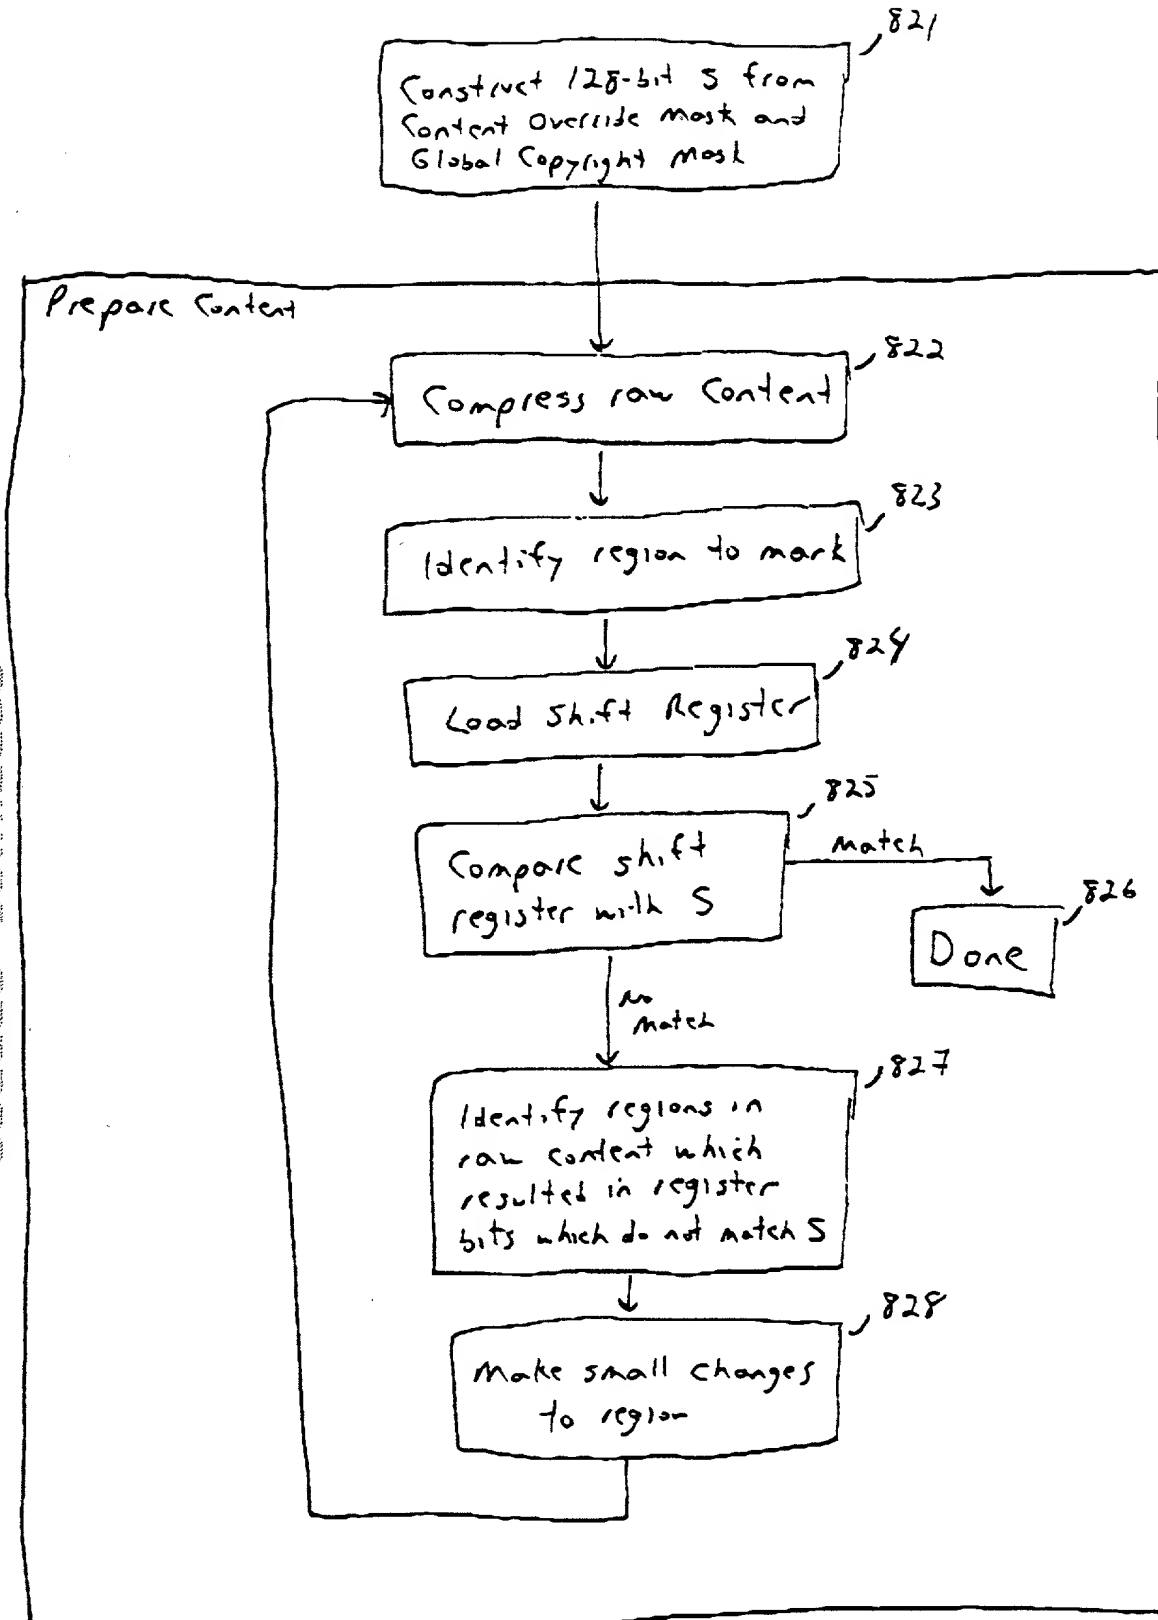 821
Construct 128-bit S from
Content Override Mask and
Global Copyright Mask
Prepare Content
822
Compress raw Content
823
Identify region to mark
824
Load Shift Register
825
Compare shift
register with S
Match
826
Done
No
Match
827
Identify regions in
raw content which
resulted in register
bits which do not match S
828
Make small changes
to region